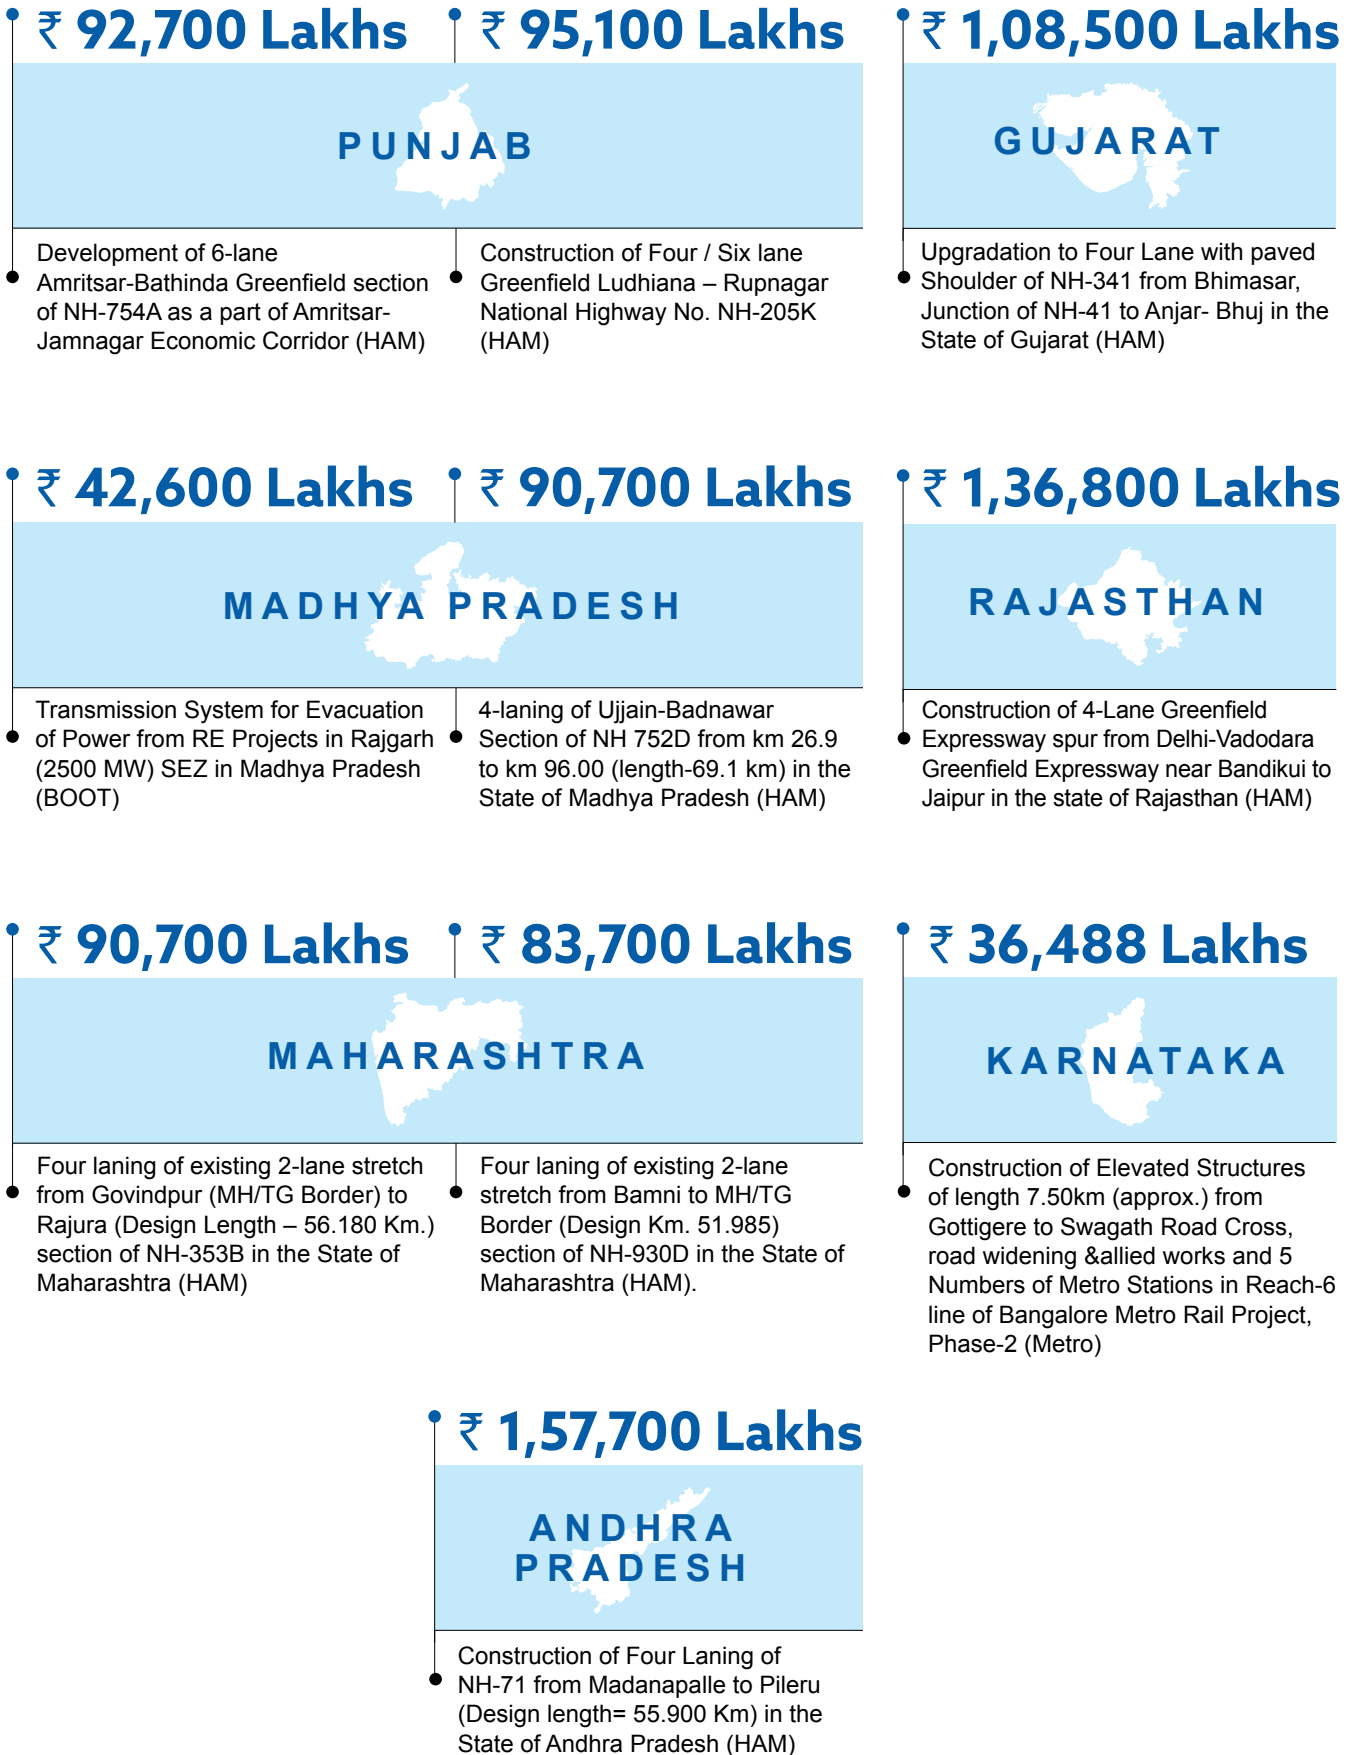 ₹ 92,700 Lakhs
₹ 95,100 Lakhs
PUNJAB
Development of 6-lane
Amritsar-Bathinda Greenfield section
of NH-754A as a part of Amritsar-
Jamnagar Economic Corridor (HAM)
Construction of Four / Six lane
Greenfield Ludhiana – Rupnagar
National Highway No. NH-205K
(HAM)
₹ 1,08,500 Lakhs
GUJARAT
Upgradation to Four Lane with paved
Shoulder of NH-341 from Bhimasar,
Junction of NH-41 to Anjar- Bhuj in the
State of Gujarat (HAM)
₹ 42,600 Lakhs
₹ 90,700 Lakhs
MADHYA PRADESH
Transmission System for Evacuation
of Power from RE Projects in Rajgarh
(2500 MW) SEZ in Madhya Pradesh
(BOOT)
4-laning of Ujjain-Badnawar
Section of NH 752D from km 26.9
to km 96.00 (length-69.1 km) in the
State of Madhya Pradesh (HAM)
₹ 1,36,800 Lakhs
RAJASTHAN
Construction of 4-Lane Greenfield
Expressway spur from Delhi-Vadodara
Greenfield Expressway near Bandikui to
Jaipur in the state of Rajasthan (HAM)
₹ 90,700 Lakhs
₹ 83,700 Lakhs
MAHARASHTRA
Four laning of existing 2-lane stretch
from Govindpur (MH/TG Border) to
Rajura (Design Length – 56.180 Km.)
section of NH-353B in the State of
Maharashtra (HAM)
Four laning of existing 2-lane
stretch from Bamni to MH/TG
Border (Design Km. 51.985)
section of NH-930D in the State of
Maharashtra (HAM).
₹ 36,488 Lakhs
KARNATAKA
Construction of Elevated Structures
of length 7.50km (approx.) from
Gottigere to Swagath Road Cross,
road widening &allied works and 5
Numbers of Metro Stations in Reach-6
line of Bangalore Metro Rail Project,
Phase-2 (Metro)
₹ 1,57,700 Lakhs
ANDHRA
PRADESH
Construction of Four Laning of
NH-71 from Madanapalle to Pileru
(Design length= 55.900 Km) in the
State of Andhra Pradesh (HAM)